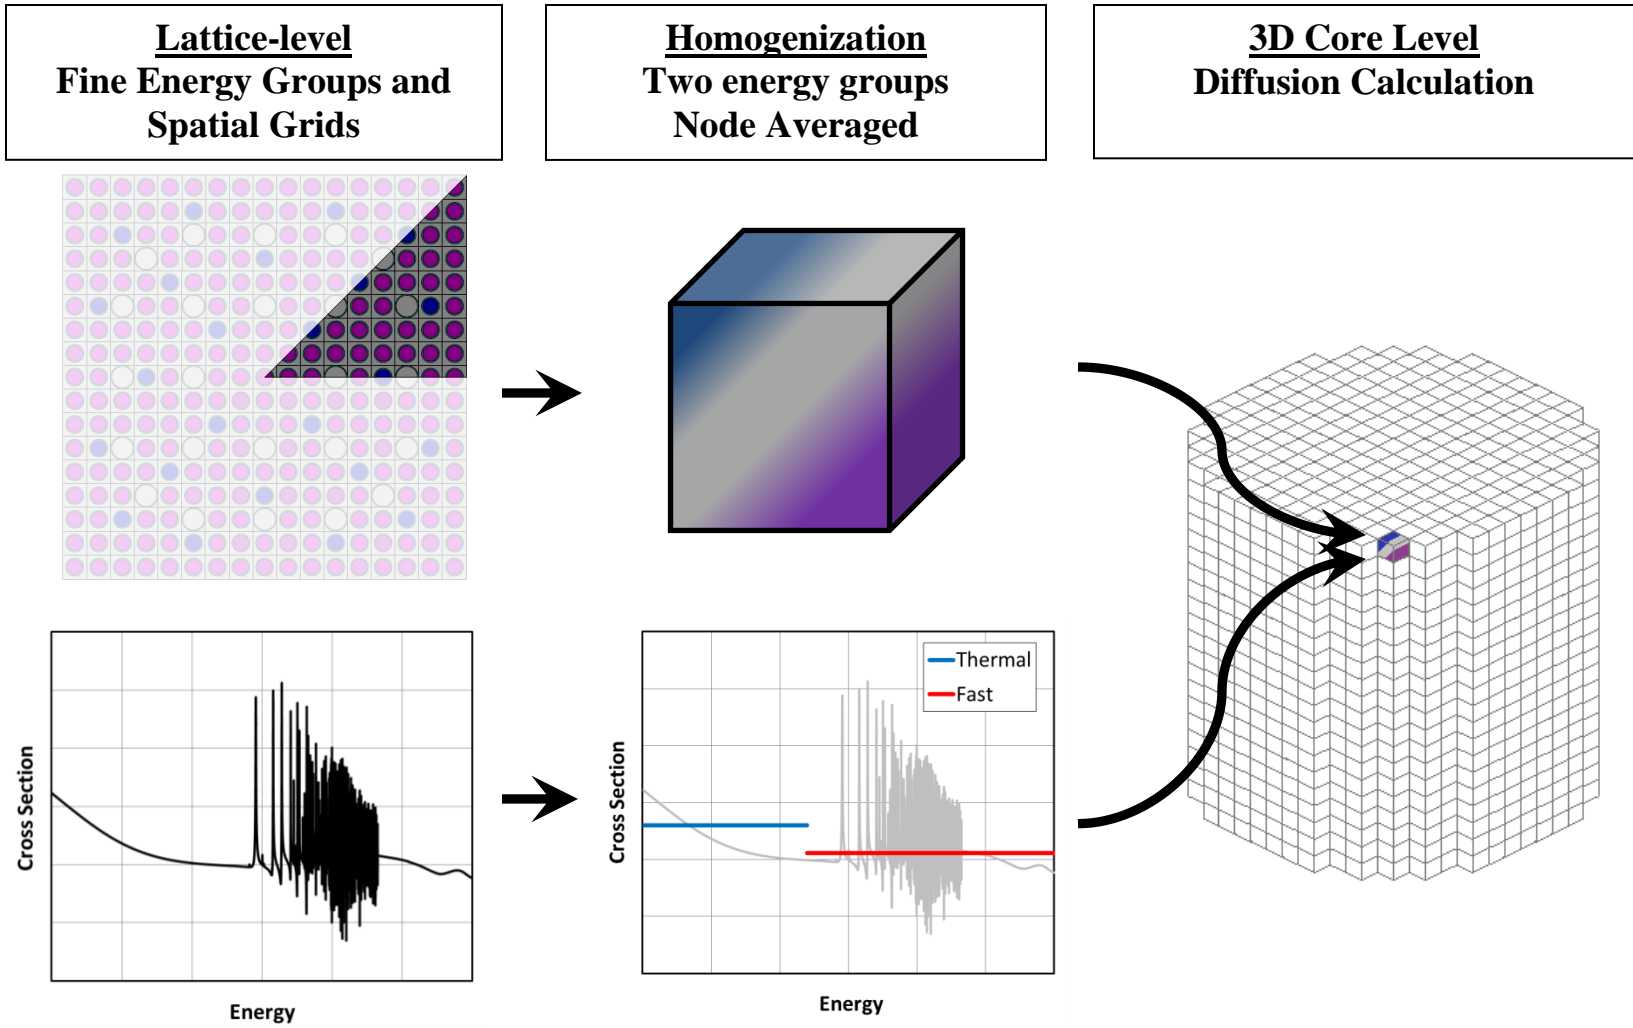 Lattice-level
Fine Energy Groups and
Spatial Grids
Homogenization
Two energy groups
Node Averaged
3D Core Level
Diffusion Calculation
Cross Section
Energy
Thermal
Fast
Cross Section
Energy